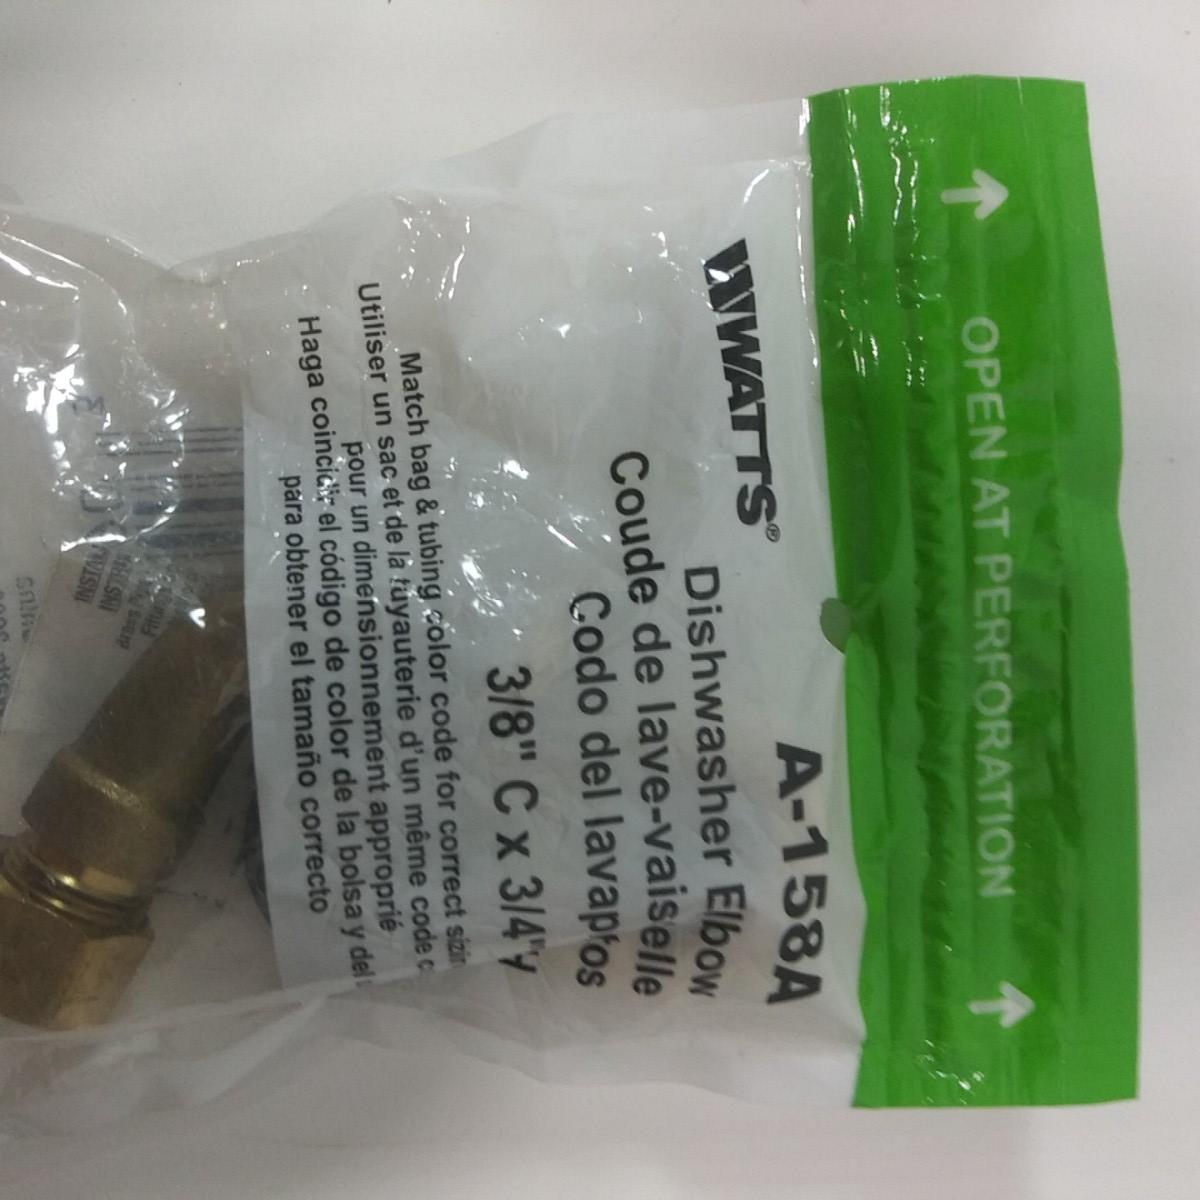 OPEN AT PERFORATION
WATTS®
A-158A
Dishwasher Elbow
Coude de lave-vaiselle
Codo del lavaplos
3/8" C x 3/4"
Match bag & tubing color code for correct sizin
Utiliser un sac et de la tuyauterie d'un même code c
pour un dimensionnement approprié
Haga coincidir el código de color de la bolsa y del
para obtener el tamaño correcto